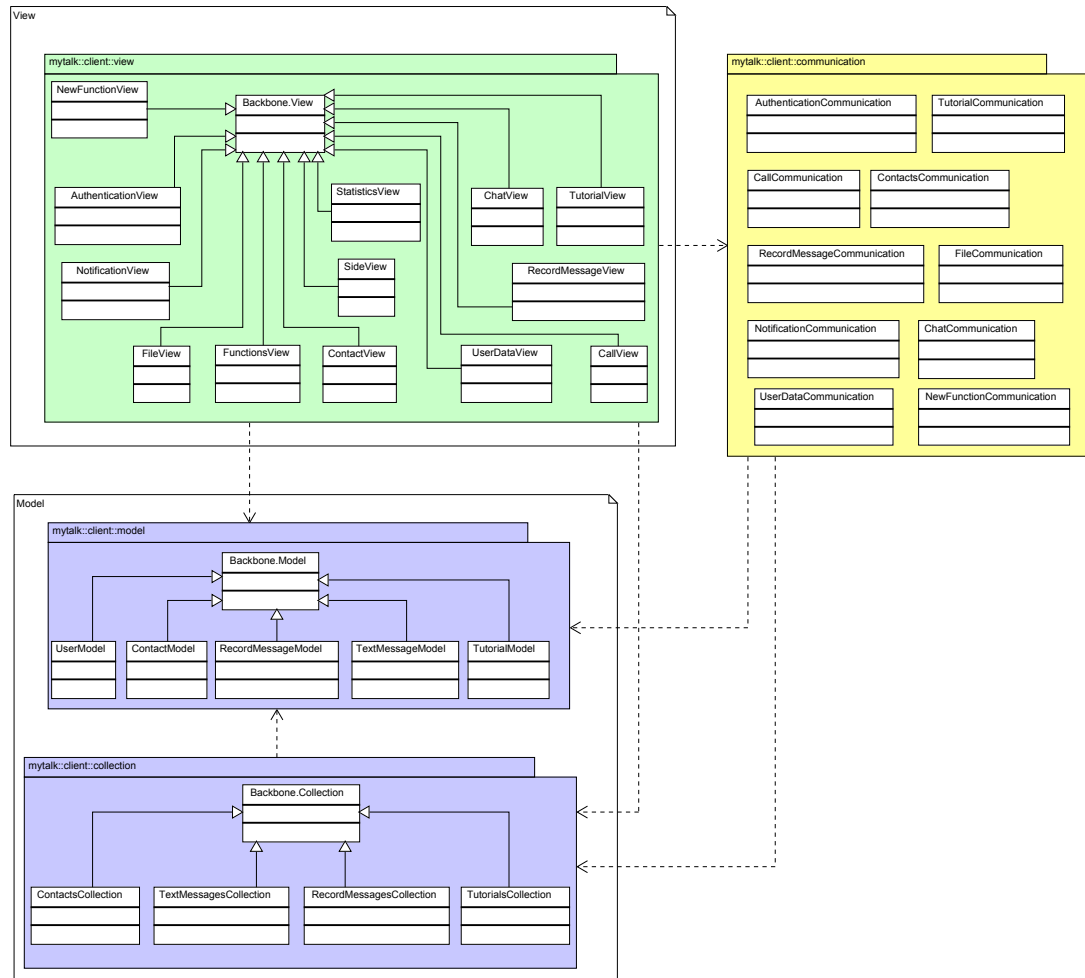 View
mytalk::client::view
NewFunctionView
Backbone.View
AuthenticationView
StatisticsView
ChatView
TutorialView
NotificationView
SideView
RecordMessageView
FileView
FunctionsView
ContactView
UserDataView
CallView
mytalk::client::communication
AuthenticationCommunication
TutorialCommunication
CallCommunication
ContactsCommunication
RecordMessageCommunication
FileCommunication
NotificationCommunication
ChatCommunication
UserDataCommunication
NewFunctionCommunication
Model
mytalk::client::model
Backbone.Model
UserModel
ContactModel
RecordMessageModel
TextMessageModel
TutorialModel
mytalk::client::collection
Backbone.Collection
ContactsCollection
TextMessagesCollection
RecordMessagesCollection
TutorialsCollection